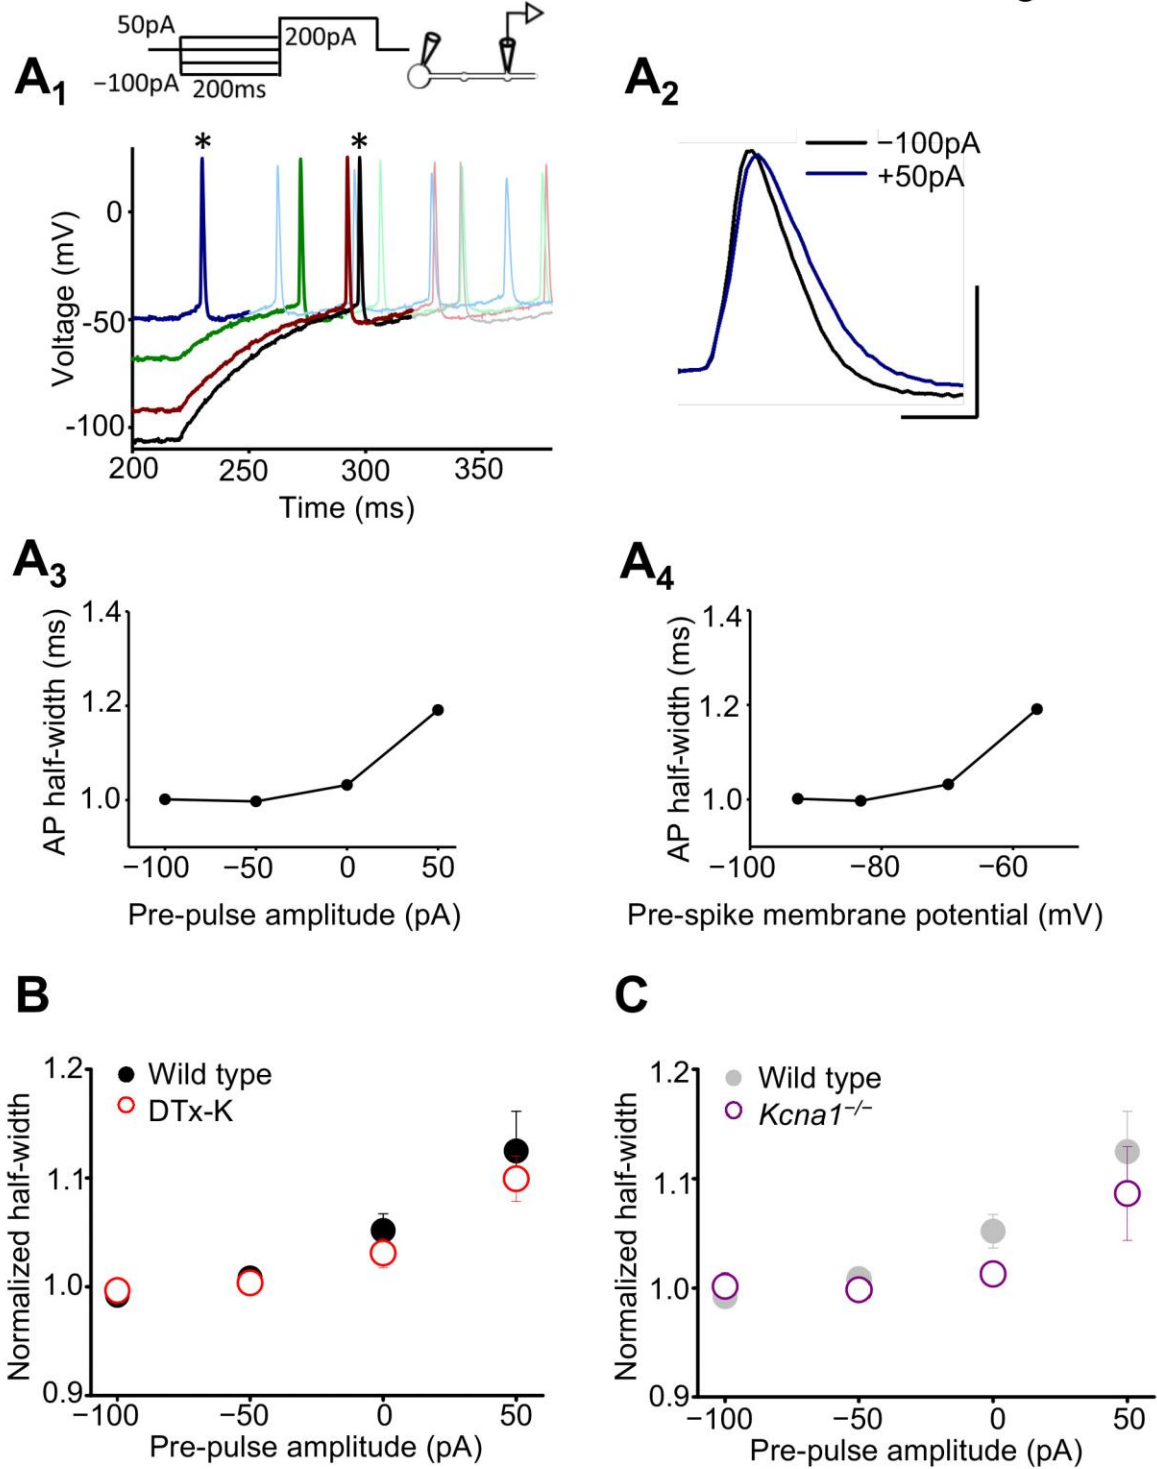 g
50pA
200pA
−100pA
200ms
A1
A2
*
*
−100pA
+50pA
0
-50
-100
Voltage (mV)
200
250
300
350
Time (ms)
A3
A4
1.4
1.2
1.0
AP half-width (ms)
−100
−50
0
50
Pre-pulse amplitude (pA)
1.4
1.2
1.0
AP half-width (ms)
−100
−80
−60
Pre-spike membrane potential (mV)
B
C
1.2
1.1
1.0
0.9
Normalized half-width
Wild type
DTx-K
−100
−50
0
50
Pre-pulse amplitude (pA)
1.2
1.1
1.0
0.9
Normalized half-width
Wild type
Kcna1−/−
−100
−50
0
50
Pre-pulse amplitude (pA)